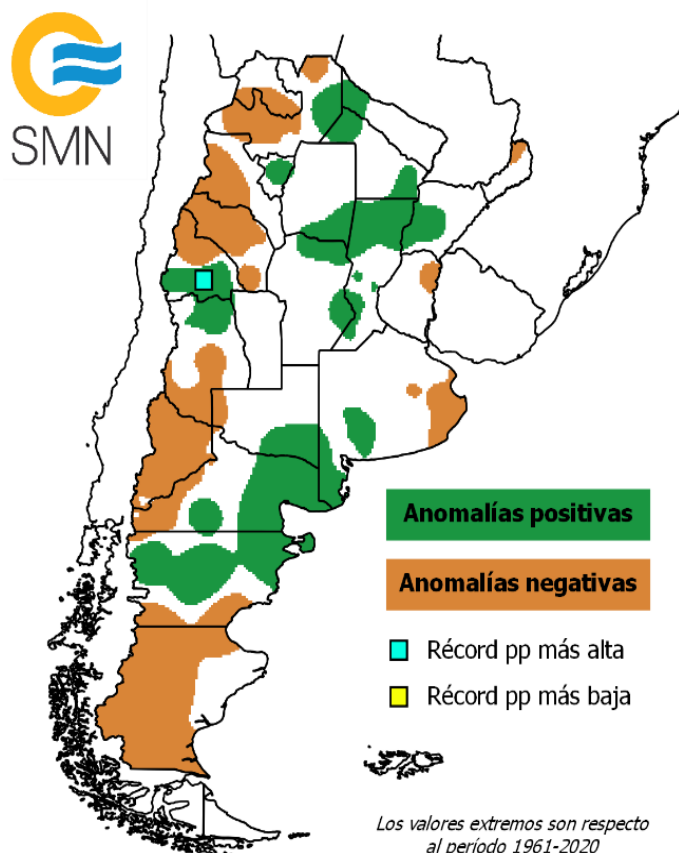 SMN
Anomalías positivas
Anomalías negativas
Récord pp más alta
Récord pp más baja
Los valores extremos son respecto
al período 1961-2020